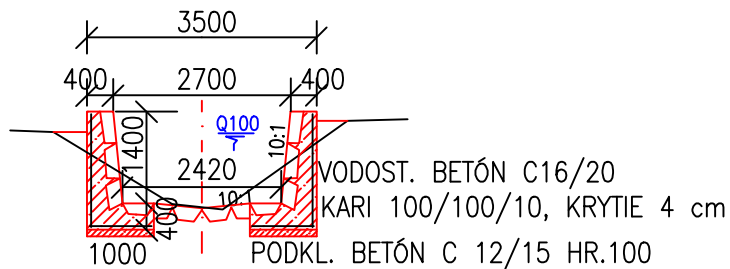 3500
400 2700 400
Q100
1400
10:1
2420
VODOST. BETÓN C16/20
10:1
400
KARI 100/100/10, KRYTIE 4 cm
1000
PODKL. BETÓN C 12/15 HR.100